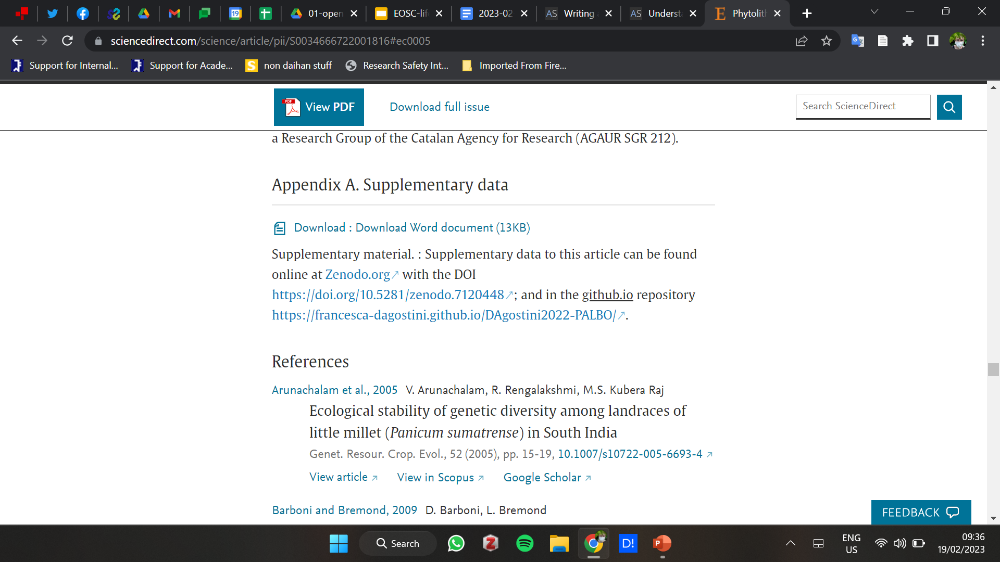 19
01-open
EOSC-lif
2023-02
AS Writing
AS Underst
Phytolith
sciencedirect.com/science/article/pii/S0034666722001816#ec0005
Support for Internal...
Support for Acade...
non daihan stuff
Research Safety Int...
Imported From Fire...
PDF
View PDF
Download full issue
Search ScienceDirect
a Research Group of the Catalan Agency for Research (AGAUR SGR 212).
Appendix A. Supplementary data
Download : Download Word document (13KB)
Supplementary material. : Supplementary data to this article can be found
online at Zenodo.org↗ with the DOI
https://doi.org/10.5281/zenodo.7120448↗; and in the github.io repository
https://francesca-dagostini.github.io/DAgostini2022-PALBO/↗.
References
Arunachalam et al., 2005 V. Arunachalam, R. Rengalakshmi, M.S. Kubera Raj
Ecological stability of genetic diversity among landraces of
little millet (Panicum sumatrense) in South India
Genet. Resour. Crop. Evol., 52 (2005), pp. 15-19, 10.1007/s10722-005-6693-4 ↗
View article ↗ View in Scopus ↗ Google Scholar ↗
Barboni and Bremond, 2009 D. Barboni, L. Bremond
FEEDBACK
Search
Z
D!
P
ENG
US
09:36
19/02/2023